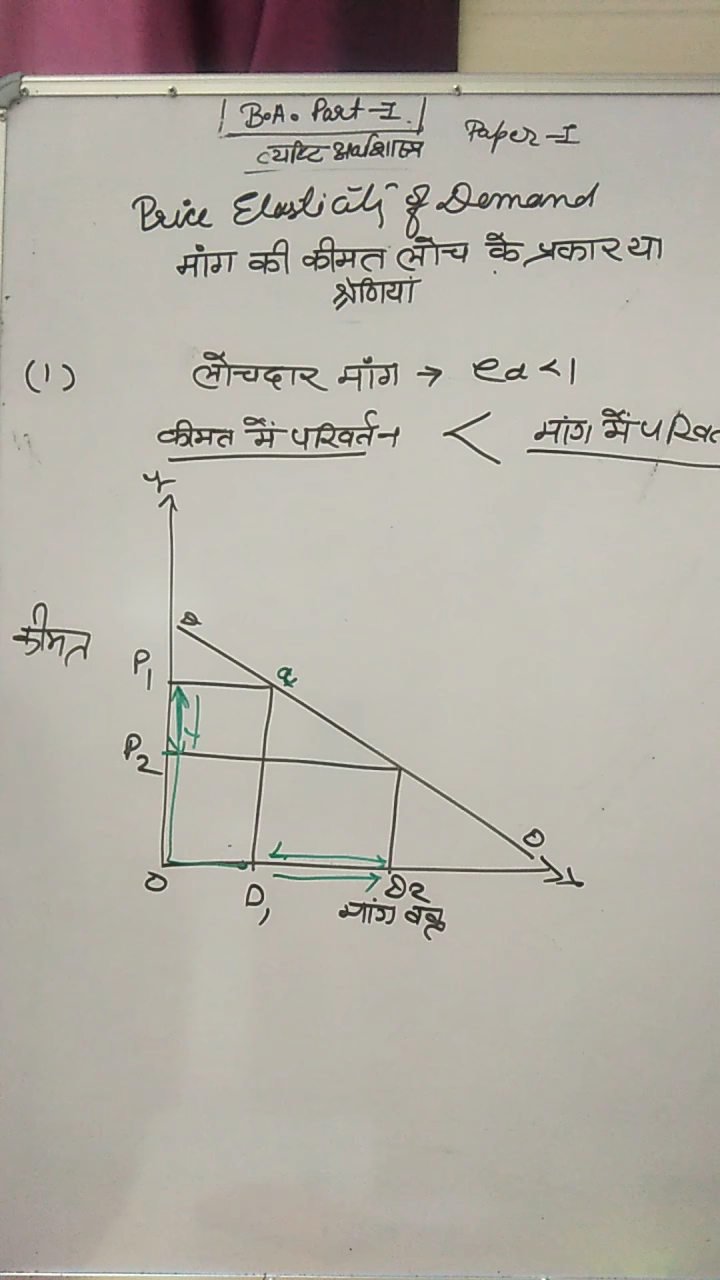 B.A. Part-I
Paper-I
व्यष्टि अर्थशास्त्र
Price Elasticity of Demand
मांग की कीमत लोच के प्रकार या
श्रेणियां
(1) लोचदार मांग → ed < 1
कीमत में परिवर्तन < मांग में परिवर्त
Y
कीमत
D
P1
a
P2
D
O
D1
D2
X
मांग वक्र